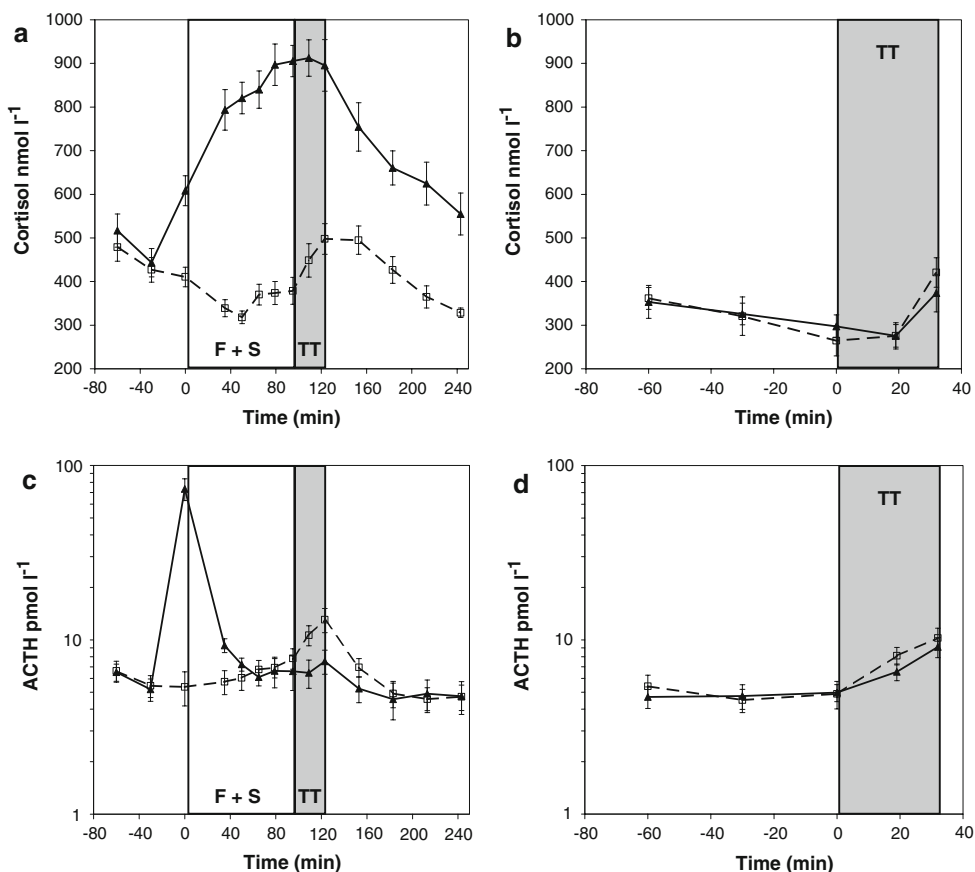 a
1000
900
800
700
600
500
400
300
200
Cortisol nmol l⁻¹
F + S
TT
-80 -40 0 40 80 120 160 200 240
Time (min)
b
1000
900
800
700
600
500
400
300
200
Cortisol nmol l⁻¹
TT
-80 -60 -40 -20 0 20 40
Time (min)
c
100
10
1
ACTH pmol l⁻¹
F + S
TT
-80 -40 0 40 80 120 160 200 240
Time (min)
d
100
10
1
ACTH pmol l⁻¹
TT
-80 -60 -40 -20 0 20 40
Time (min)